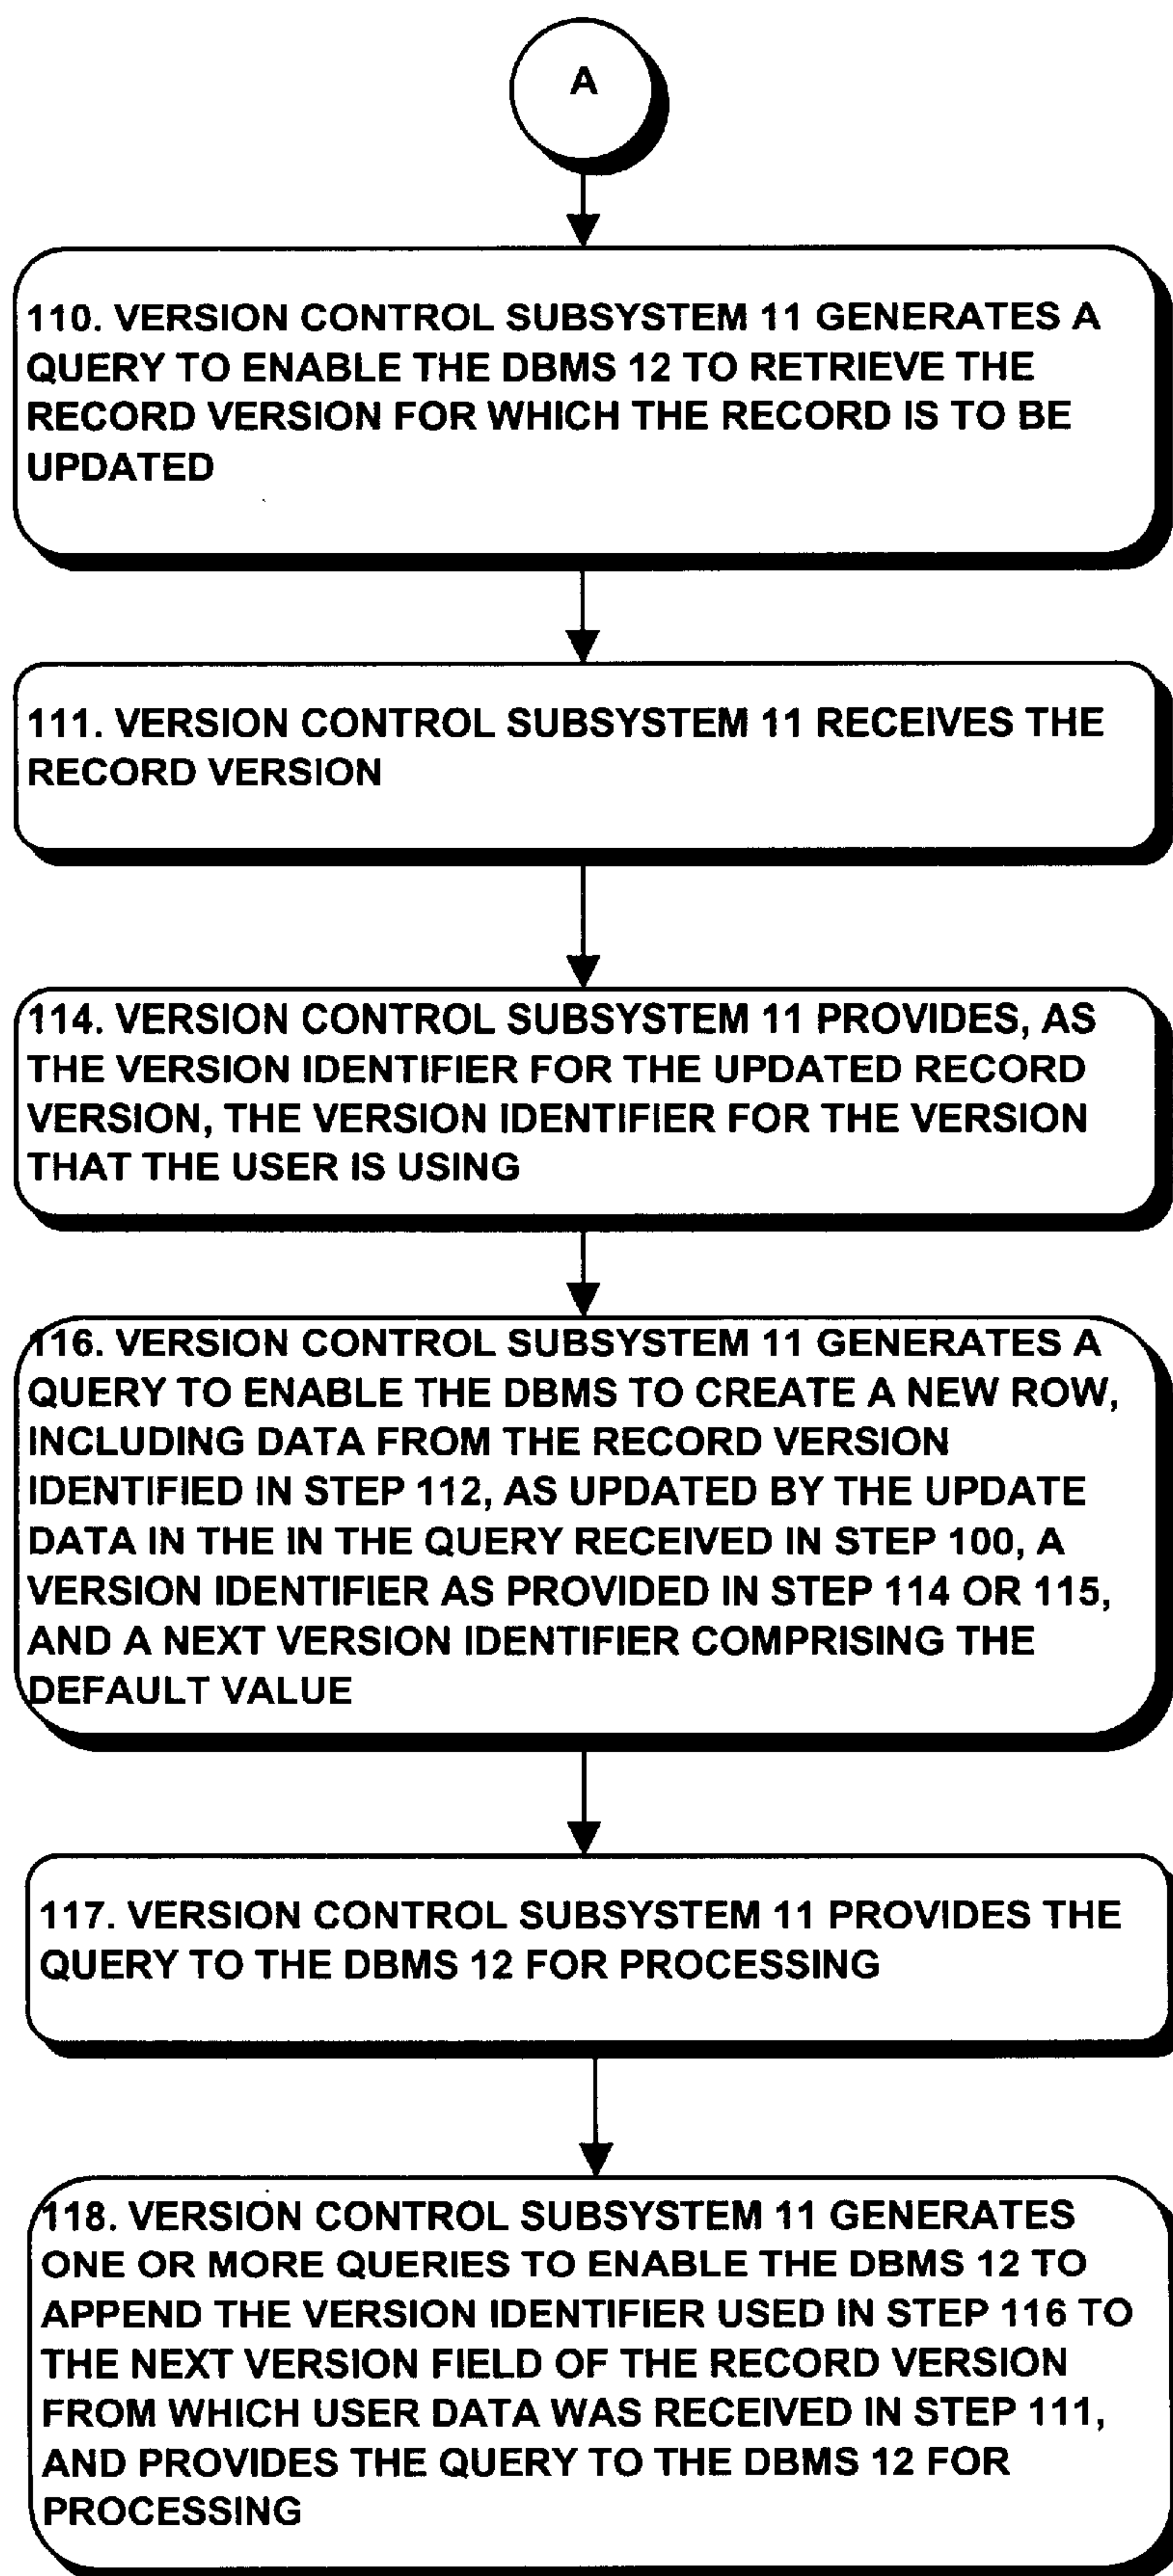 A
110. VERSION CONTROL SUBSYSTEM 11 GENERATES A
QUERY TO ENABLE THE DBMS 12 TO RETRIEVE THE
RECORD VERSION FOR WHICH THE RECORD IS TO BE
UPDATED
111. VERSION CONTROL SUBSYSTEM 11 RECEIVES THE
RECORD VERSION
114. VERSION CONTROL SUBSYSTEM 11 PROVIDES, AS
THE VERSION IDENTIFIER FOR THE UPDATED RECORD
VERSION, THE VERSION IDENTIFIER FOR THE VERSION
THAT THE USER IS USING
116. VERSION CONTROL SUBSYSTEM 11 GENERATES A
QUERY TO ENABLE THE DBMS TO CREATE A NEW ROW,
INCLUDING DATA FROM THE RECORD VERSION
IDENTIFIED IN STEP 112, AS UPDATED BY THE UPDATE
DATA IN THE IN THE QUERY RECEIVED IN STEP 100, A
VERSION IDENTIFIER AS PROVIDED IN STEP 114 OR 115,
AND A NEXT VERSION IDENTIFIER COMPRISING THE
DEFAULT VALUE
117. VERSION CONTROL SUBSYSTEM 11 PROVIDES THE
QUERY TO THE DBMS 12 FOR PROCESSING
118. VERSION CONTROL SUBSYSTEM 11 GENERATES
ONE OR MORE QUERIES TO ENABLE THE DBMS 12 TO
APPEND THE VERSION IDENTIFIER USED IN STEP 116 TO
THE NEXT VERSION FIELD OF THE RECORD VERSION
FROM WHICH USER DATA WAS RECEIVED IN STEP 111,
AND PROVIDES THE QUERY TO THE DBMS 12 FOR
PROCESSING